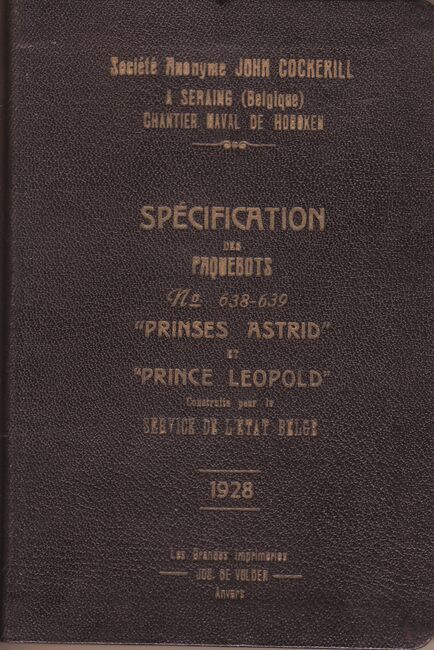 Société Anonyme JOHN COCKERILL
A SERAING (Belgique)
CHANTIER NAVAL DE HOBOKEN
SPÉCIFICATION
DES
PAQUEBOTS
No 638-639
"PRINSES ASTRID"
ET
"PRINCE LEOPOLD"
Construits pour le
SERVICE DE L'ETAT BELGE
1928
Les Grandes Imprimeries
JOS. DE VOLDER
Anvers